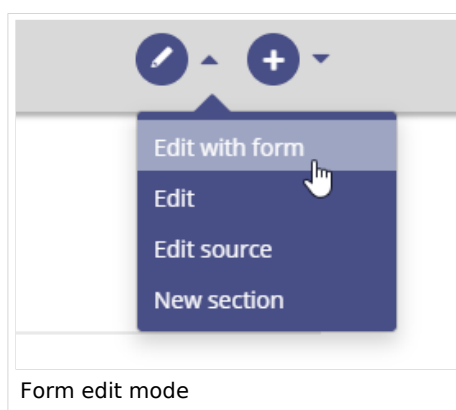 Edit with form
Edit
Edit source
New section
Form edit mode